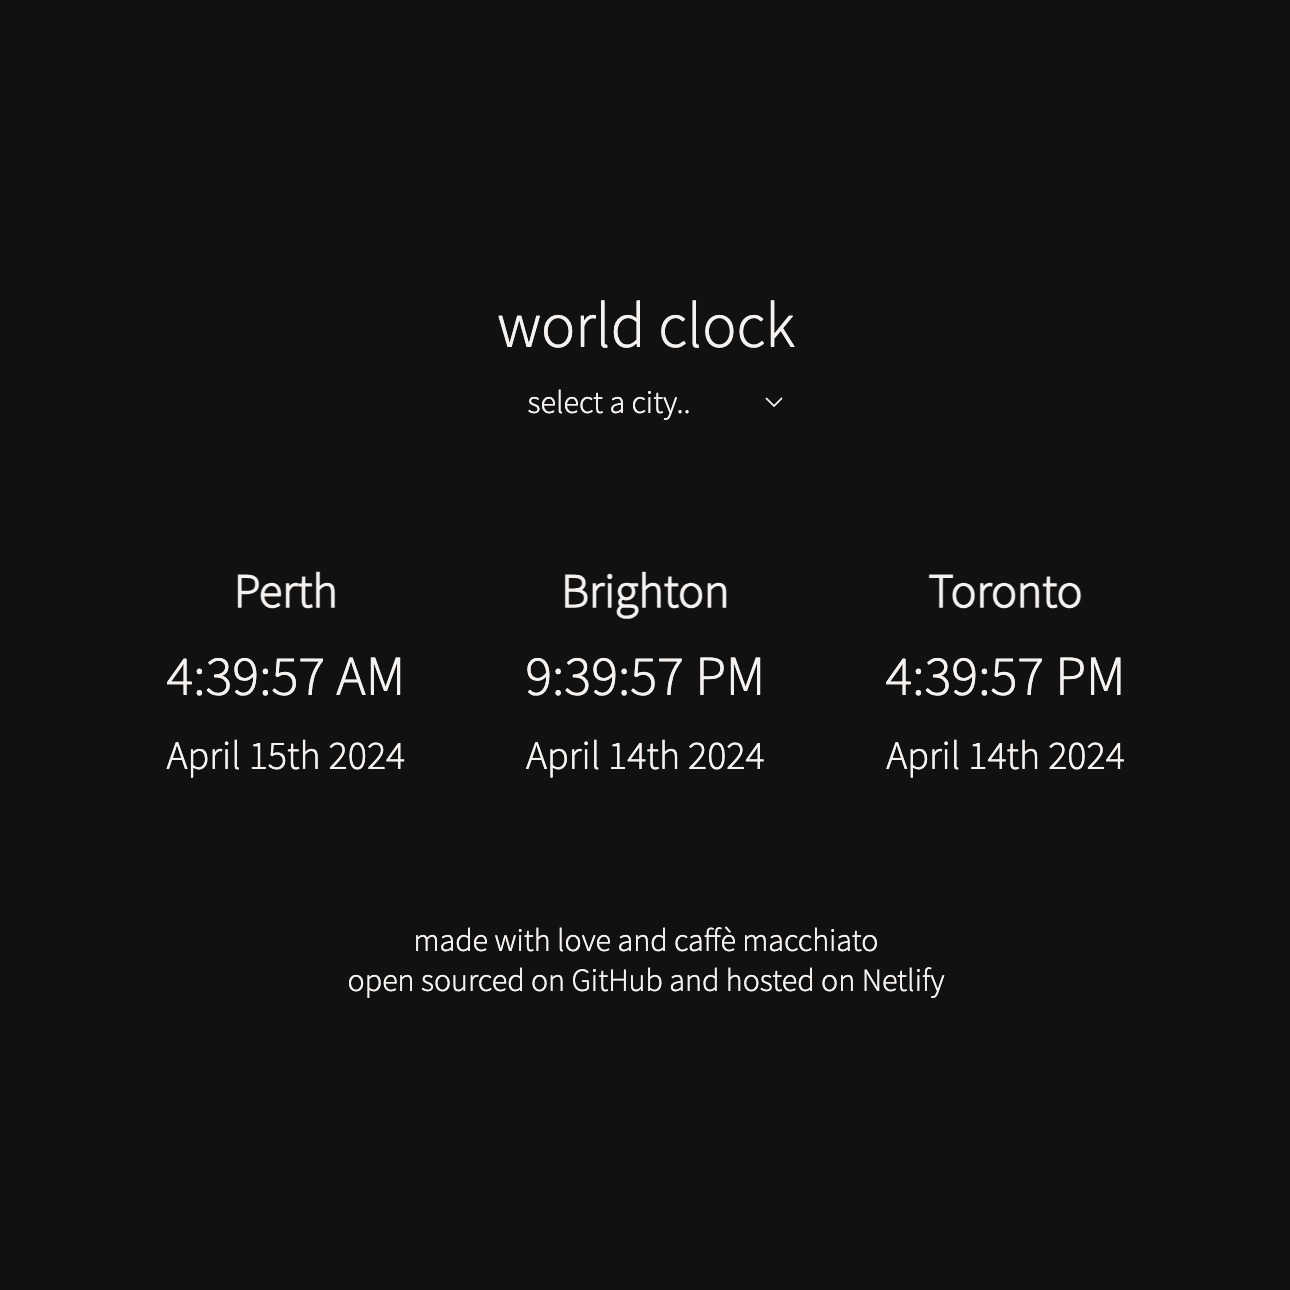 world clock
select a city..
Perth
4:39:57 AM
April 15th 2024
Brighton
9:39:57 PM
April 14th 2024
Toronto
4:39:57 PM
April 14th 2024
made with love and caffè macchiato
open sourced on GitHub and hosted on Netlify